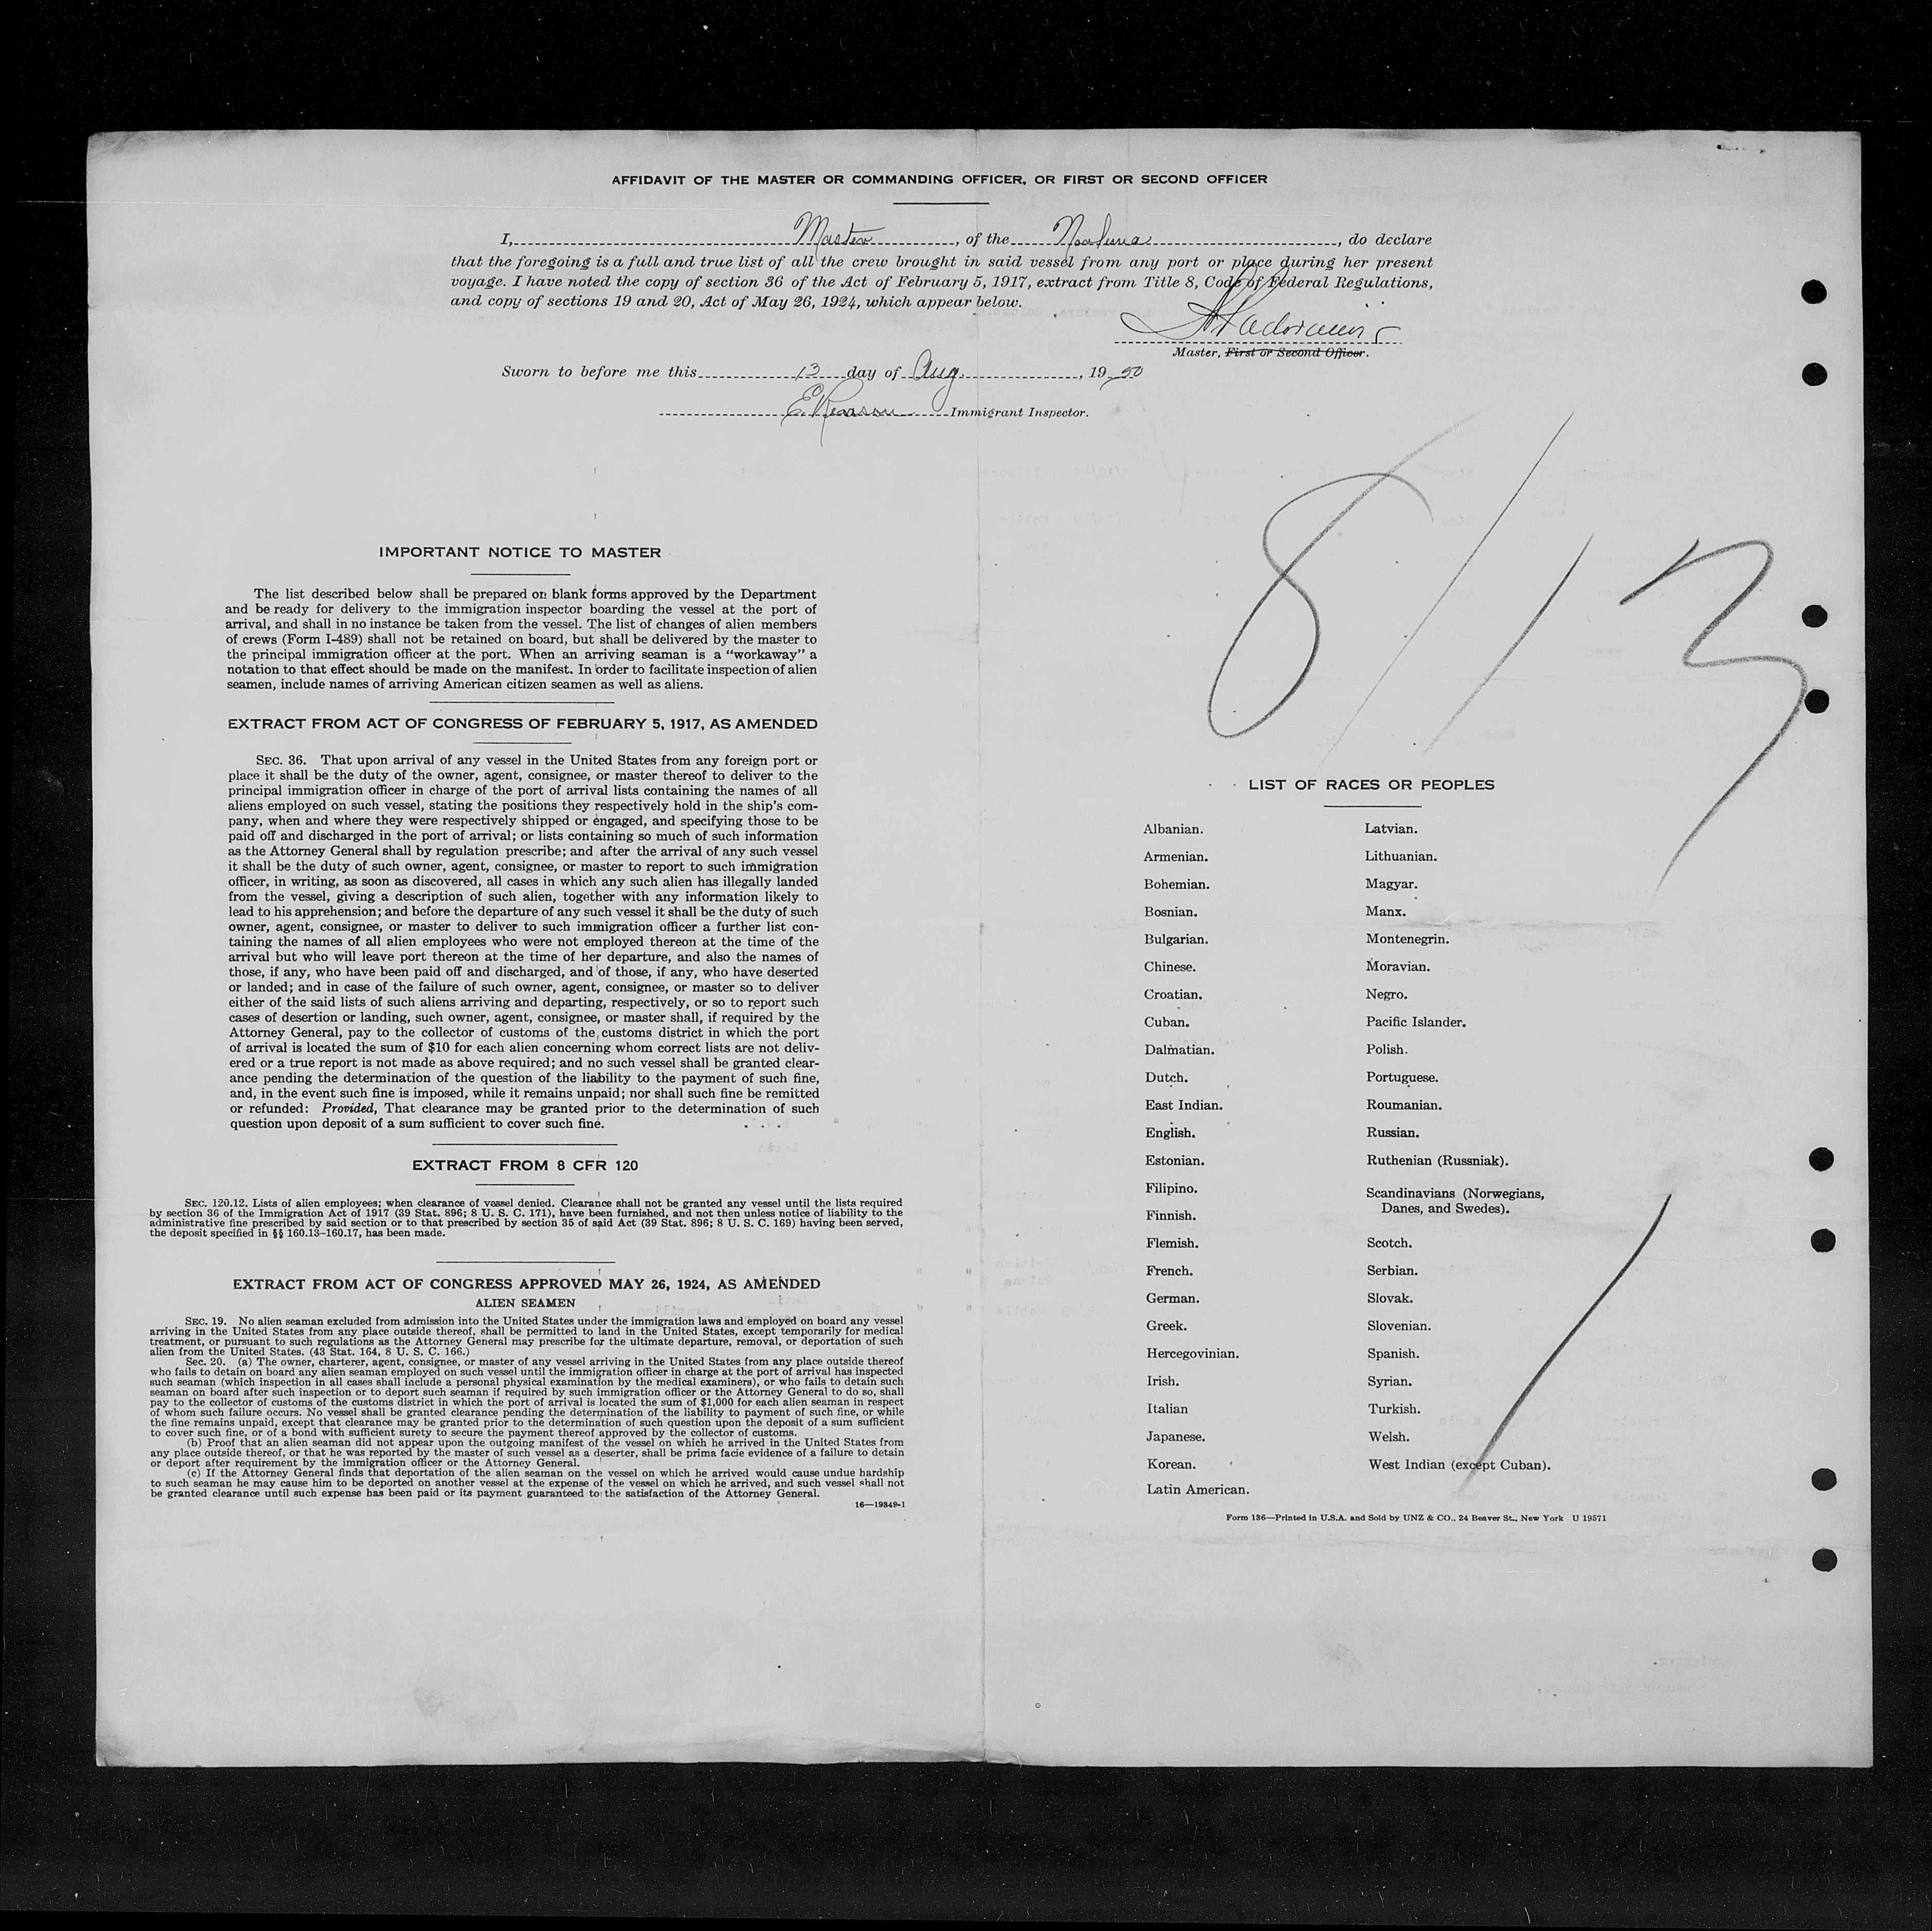 AFFIDAVIT OF THE MASTER OR COMMANDING OFFICER, OR FIRST OR SECOND OFFICER
I, Master, of the, do declare
that the foregoing is a full and true list of all the crew brought in said vessel from any port or place during her present
voyage. I have noted the copy of section 36 of the Act of February 5, 1917, extract from Title 8, Code of Federal Regulations,
and copy of sections 19 and 20, Act of May 26, 1924, which appear below.
Master, First or Second Officer.
Sworn to before me this 13 day of Aug., 19 50
Immigrant Inspector.
8/13
IMPORTANT NOTICE TO MASTER
The list described below shall be prepared on blank forms approved by the Department
and be ready for delivery to the immigration inspector boarding the vessel at the port of
arrival, and shall in no instance be taken from the vessel. The list of changes of alien members
of crews (Form I-489) shall not be retained on board, but shall be delivered by the master to
the principal immigration officer at the port. When an arriving seaman is a “workaway” a
notation to that effect should be made on the manifest. In order to facilitate inspection of alien
seamen, include names of arriving American citizen seamen as well as aliens.
EXTRACT FROM ACT OF CONGRESS OF FEBRUARY 5, 1917, AS AMENDED
SEC. 36. That upon arrival of any vessel in the United States from any foreign port or
place it shall be the duty of the owner, agent, consignee, or master thereof to deliver to the
principal immigration officer in charge of the port of arrival lists containing the names of all
aliens employed on such vessel, stating the positions they respectively hold in the ship's com-
pany, when and where they were respectively shipped or engaged, and specifying those to be
paid off and discharged in the port of arrival; or lists containing so much of such information
as the Attorney General shall by regulation prescribe; and after the arrival of any such vessel
it shall be the duty of such owner, agent, consignee, or master to report to such immigration
officer, in writing, as soon as discovered, all cases in which any such alien has illegally landed
from the vessel, giving a description of such alien, together with any information likely to
lead to his apprehension; and before the departure of any such vessel it shall be the duty of such
owner, agent, consignee, or master to deliver to such immigration officer a further list con-
taining the names of all alien employees who were not employed thereon at the time of the
arrival but who will leave port thereon at the time of her departure, and also the names of
those, if any, who have been paid off and discharged, and of those, if any, who have deserted
or landed; and in case of the failure of such owner, agent, consignee, or master so to deliver
either of the said lists of such aliens arriving and departing, respectively, or so to report such
cases of desertion or landing, such owner, agent, consignee, or master shall, if required by the
Attorney General, pay to the collector of customs of the customs district in which the port
of arrival is located the sum of $10 for each alien concerning whom correct lists are not deliv-
ered or a true report is not made as above required; and no such vessel shall be granted clear-
ance pending the determination of the question of the liability to the payment of such fine,
and, in the event such fine is imposed, while it remains unpaid; nor shall such fine be remitted
or refunded: Provided, That clearance may be granted prior to the determination of such
question upon deposit of a sum sufficient to cover such fine.
EXTRACT FROM 8 CFR 120
SEC. 120.12. Lists of alien employees; when clearance of vessel denied. Clearance shall not be granted any vessel until the lists required
by section 36 of the Immigration Act of 1917 (39 Stat. 896; 8 U. S. C. 171), have been furnished, and not then unless notice of liability to the
administrative fine prescribed by said section or to that prescribed by section 35 of said Act (39 Stat. 896; 8 U. S. C. 169) having been served,
the deposit specified in §§ 160.13–160.17, has been made.
EXTRACT FROM ACT OF CONGRESS APPROVED MAY 26, 1924, AS AMENDED
ALIEN SEAMEN
SEC. 19. No alien seaman excluded from admission into the United States under the immigration laws and employed on board any vessel
arriving in the United States from any place outside thereof, shall be permitted to land in the United States, except temporarily for medical
treatment, or pursuant to such regulations as the Attorney General may prescribe for the ultimate departure, removal, or deportation of such
alien from the United States. (43 Stat. 164, 8 U. S. C. 166.)
Sec. 20. (a) The owner, charterer, agent, consignee, or master of any vessel arriving in the United States from any place outside thereof
who fails to detain on board any alien seaman employed on such vessel until the immigration officer in charge at the port of arrival has inspected
such seaman (which inspection in all cases shall include a personal physical examination by the medical examiners), or who fails to detain such
seaman on board after such inspection or to deport such seaman if required by such immigration officer or the Attorney General to do so, shall
pay to the collector of customs of the customs district in which the port of arrival is located the sum of $1,000 for each alien seaman in respect
of whom such failure occurs. No vessel shall be granted clearance pending the determination of the liability to payment of such fine, or while
the fine remains unpaid, except that clearance may be granted prior to the determination of such question upon the deposit of a sum sufficient
to cover such fine, or of a bond with sufficient surety to secure the payment thereof approved by the collector of customs.
(b) Proof that an alien seaman did not appear upon the outgoing manifest of the vessel on which he arrived in the United States from
any place outside thereof, or that he was reported by the master of such vessel as a deserter, shall be prima facie evidence of a failure to detain
or deport after requirement by the immigration officer or the Attorney General.
(c) If the Attorney General finds that deportation of the alien seaman on the vessel on which he arrived would cause undue hardship
to such seaman he may cause him to be deported on another vessel at the expense of the vessel on which he arrived, and such vessel shall not
be granted clearance until such expense has been paid or its payment guaranteed to the satisfaction of the Attorney General.
16—19349-1
LIST OF RACES OR PEOPLES
Albanian.
Armenian.
Bohemian.
Bosnian.
Bulgarian.
Chinese.
Croatian.
Cuban.
Dalmatian.
Dutch.
East Indian.
English.
Estonian.
Filipino.
Finnish.
Flemish.
French.
German.
Greek.
Hercegovinian.
Irish.
Italian
Japanese.
Korean.
Latin American.
Latvian.
Lithuanian.
Magyar.
Manx.
Montenegrin.
Moravian.
Negro.
Pacific Islander.
Polish.
Portuguese.
Roumanian.
Russian.
Ruthenian (Russniak).
Scandinavians (Norwegians,
Danes, and Swedes).
Scotch.
Serbian.
Slovak.
Slovenian.
Spanish.
Syrian.
Turkish.
Welsh.
West Indian (except Cuban).
Form 136—Printed in U.S.A. and Sold by UNZ & CO., 24 Beaver St., New York U 19571